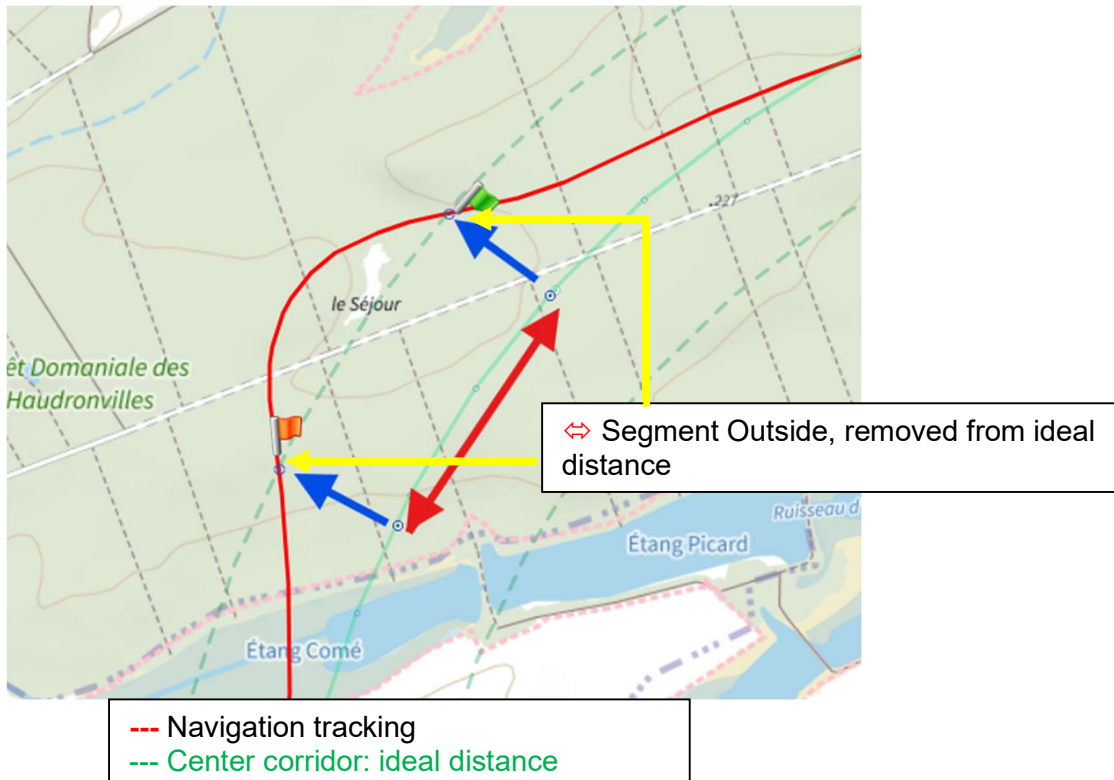 .227
le Séjour
êt Domaniale des
Haudronvilles
⇔ Segment Outside, removed from ideal
distance
Ruisseau d
Étang Picard
Étang Comé
--- Navigation tracking
--- Center corridor: ideal distance